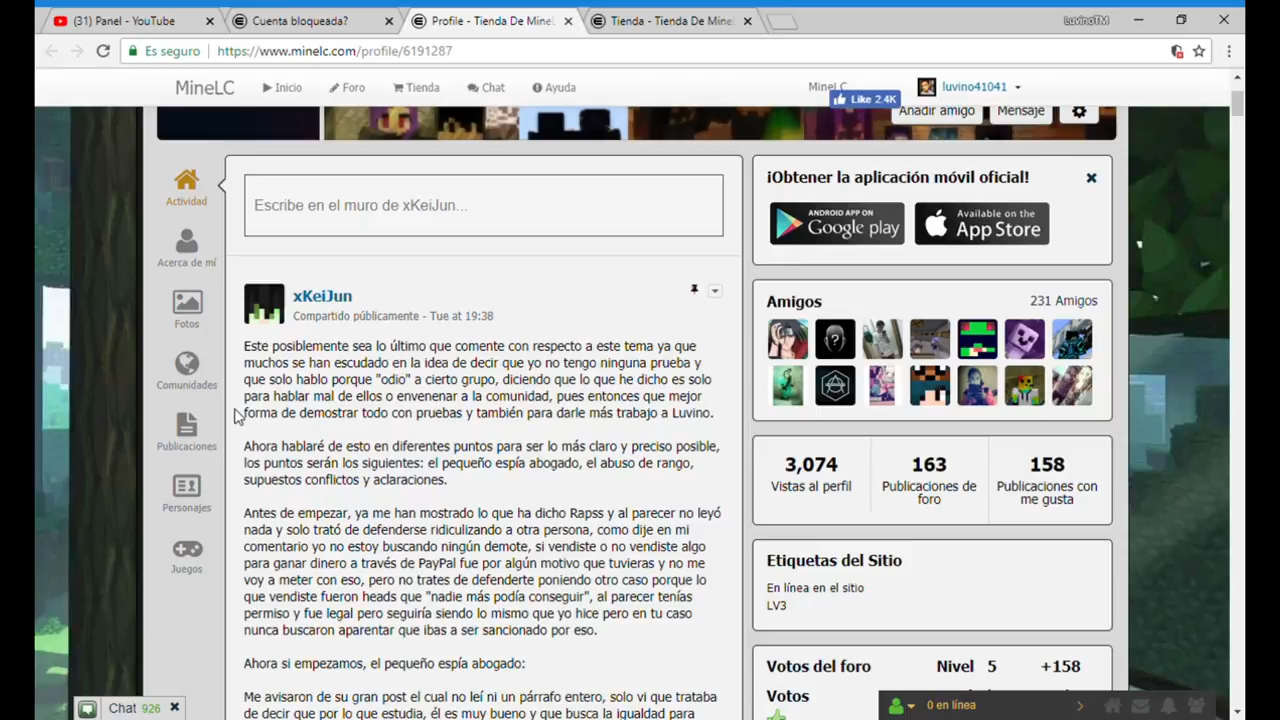 (31) Panel - YouTube
Cuenta bloqueada?
Profile - Tienda De MineL
Tienda - Tienda De Mine
LuvinoTM
Es seguro
https://www.minelc.com/profile/6191287
MineLC
Inicio
Foro
Tienda
Chat
Ayuda
MineLC
Like 2.4K
luvino41041
Añadir amigo
Mensaje
Actividad
Acerca de mí
Fotos
Comunidades
Publicaciones
Personajes
Juegos
Escribe en el muro de xKeiJun...
xKeiJun
Compartido públicamente - Tue at 19:38
Este posiblemente sea lo último que comente con respecto a este tema ya que
muchos se han escudado en la idea de decir que yo no tengo ninguna prueba y
que solo hablo porque "odio" a cierto grupo, diciendo que lo que he dicho es solo
para hablar mal de ellos o envenenar a la comunidad, pues entonces que mejor
forma de demostrar todo con pruebas y también para darle más trabajo a Luvino.
Ahora hablaré de esto en diferentes puntos para ser lo más claro y preciso posible,
los puntos serán los siguientes: el pequeño espía abogado, el abuso de rango,
supuestos conflictos y aclaraciones.
Antes de empezar, ya me han mostrado lo que ha dicho Rapss y al parecer no leyó
nada y solo trató de defenderse ridiculizando a otra persona, como dije en mi
comentario yo no estoy buscando ningún demote, si vendiste o no vendiste algo
para ganar dinero a través de PayPal fue por algún motivo que tuvieras y no me
voy a meter con eso, pero no trates de defenderte poniendo otro caso porque lo
que vendiste fueron heads que "nadie más podía conseguir", al parecer tenías
permiso y fue legal pero seguiría siendo lo mismo que yo hice pero en tu caso
nunca buscaron aparentar que ibas a ser sancionado por eso.
Ahora si empezamos, el pequeño espía abogado:
Me avisaron de su gran post el cual no leí ni un párrafo entero, solo vi que trataba
de decir que por lo que estudia, él es muy bueno y que busca la igualdad para
¡Obtener la aplicación móvil oficial!
ANDROID APP ON
Google play
Available on the
App Store
Amigos
231 Amigos
3,074
Vistas al perfil
163
Publicaciones de
foro
158
Publicaciones con
me gusta
Etiquetas del Sitio
En línea en el sitio
LV3
Votos del foro
Nivel 5
+158
Votos
Chat 926
0 en línea